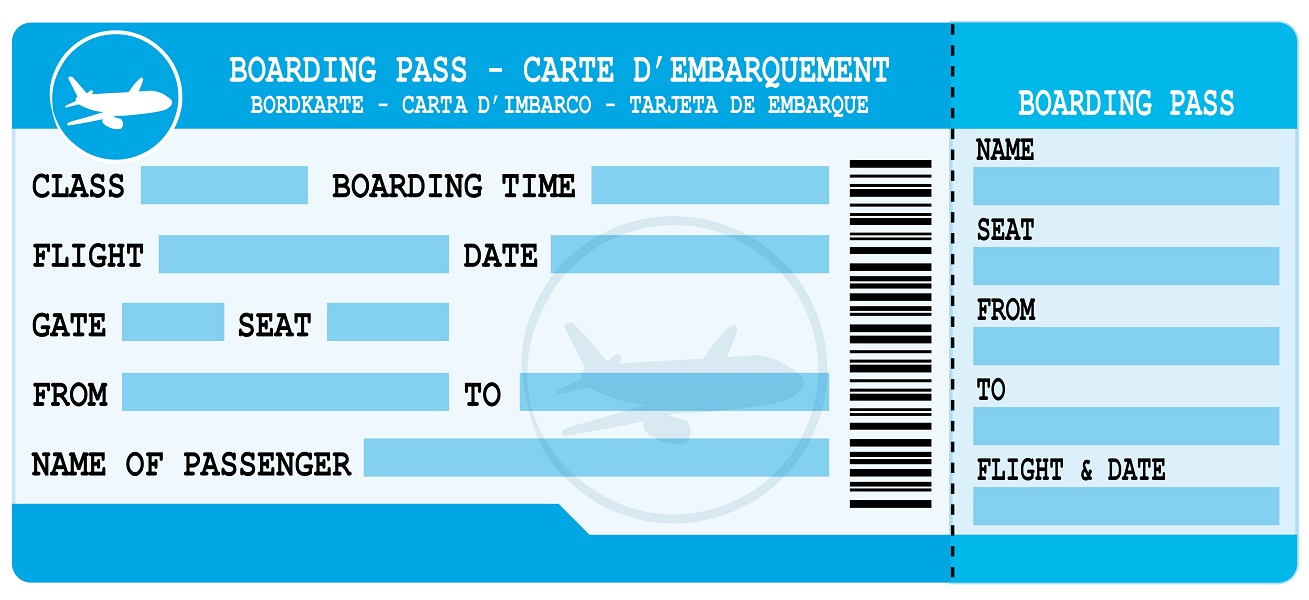 BOARDING PASS - CARTE D'EMBARQUEMENT
BORDKARTE - CARTA D'IMBARCO - TARJETA DE EMBARQUE
CLASS BOARDING TIME
FLIGHT DATE
GATE SEAT
FROM TO
NAME OF PASSENGER
BOARDING PASS
NAME
SEAT
FROM
TO
FLIGHT & DATE